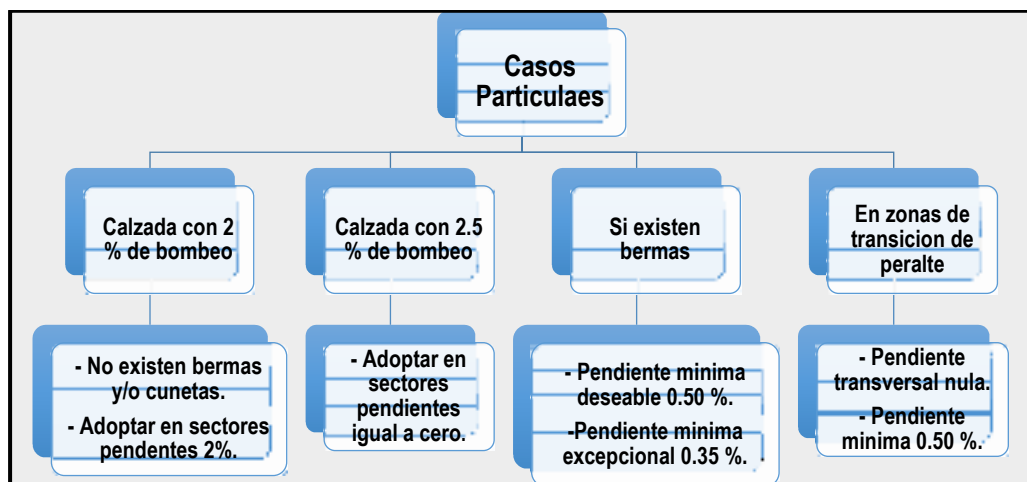 Casos
Particulaes
Calzada con 2
% de bombeo
Calzada con 2.5
% de bombeo
Si existen
bermas
En zonas de
transicion de
peralte
- No existen bermas
y/o cunetas.
- Adoptar en sectores
pendentes 2%.
- Adoptar en
sectores
pendientes
igual a cero.
- Pendiente minima
deseable 0.50 %.
-Pendiente minima
excepcional 0.35 %.
- Pendiente
transversal nula.
- Pendiente
minima 0.50 %.